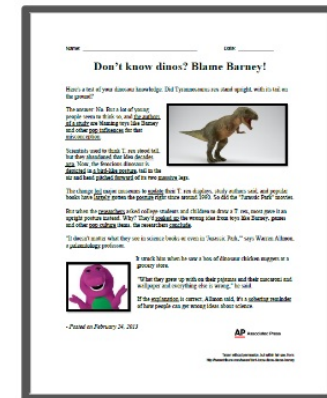 NAME: DATE:
Don't know dinos? Blame Barney!
Here's a test of your dinosaur knowledge. Did Tyrannosaurus rex stand upright, with its tail on
the ground?
The answer: No. But a lot of young
people seem to think so, and the authors
of a study are blaming toys like Barney
and other pop influences for that
misconception.
Scientists used to think T. rex stood tall,
but they abandoned that idea decades
ago. Now, the ferocious dinosaur is
depicted in a bird-like posture, tail in the
air and head pitched forward of its two massive legs.
The change led major museums to update their T. rex displays, study authors said, and popular
books have largely gotten the posture right since around 1990. So did the "Jurassic Park" movies.
But when the researchers asked college students and children to draw a T. rex, most gave it an
upright posture instead. Why? They'd soaked up the wrong idea from toys like Barney, games
and other pop culture items, the researchers conclude.
"It doesn't matter what they see in science books or even in 'Jurassic Park,'" says Warren Allmon,
a paleontology professor.
It struck him when he saw a box of dinosaur chicken nuggets at a
grocery store.
"What they grew up with on their pajamas and their macaroni and
wallpaper and everything else is wrong," he said.
If the explanation is correct, Allmon said, it's a sobering reminder
of how people can get wrong ideas about science.
- Posted on February 24, 2013
AP Associated Press